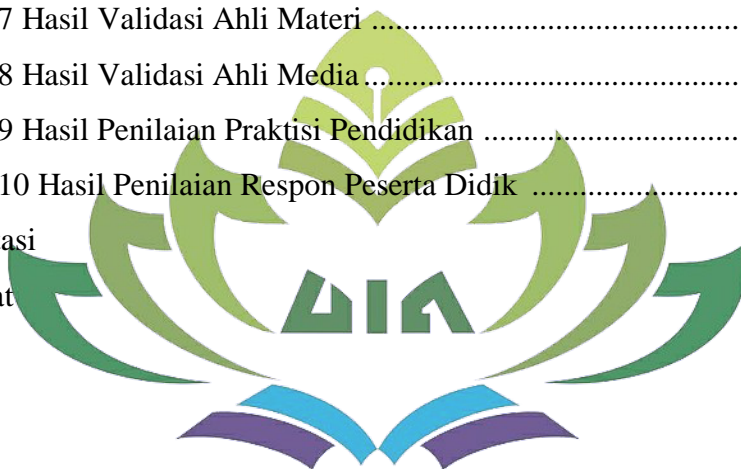 7 Hasil Validasi Ahli Materi ........................................
8 Hasil Validasi Ahli Media ........................................
9 Hasil Penilaian Praktisi Pendidikan ............................
10 Hasil Penilaian Respon Peserta Didik ........................
asi
at
UIN